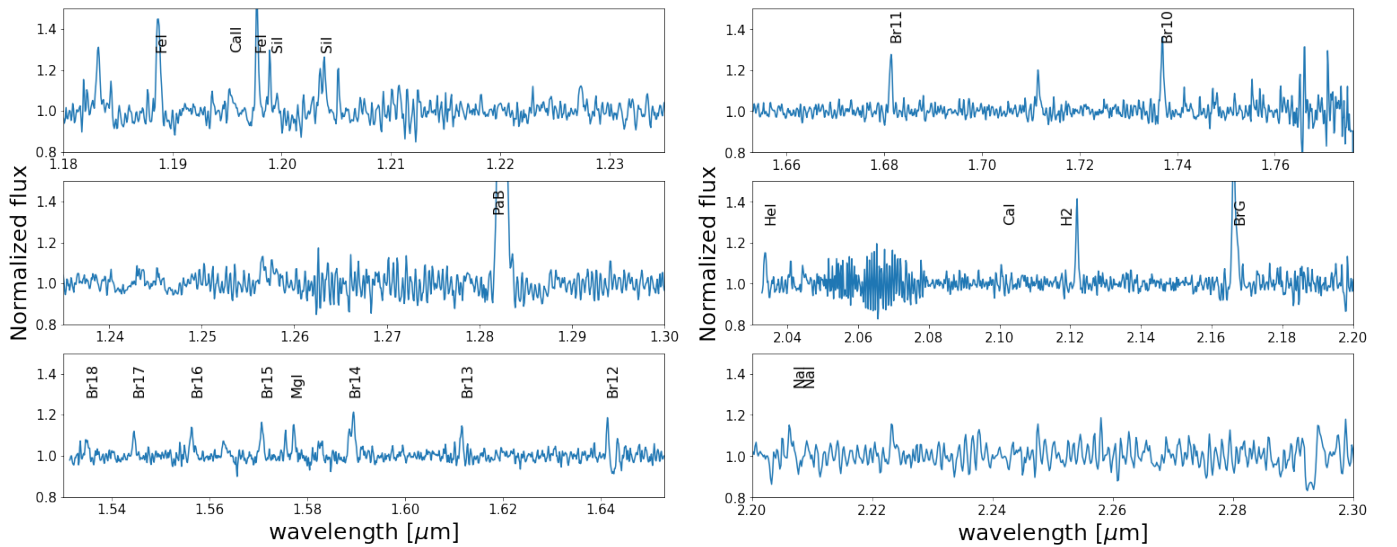 Normalized flux
1.4
1.2
1.0
0.8
FeI
CaII
FeI
SiI
SiI
1.18
1.19
1.20
1.21
1.22
1.23
1.4
1.2
1.0
0.8
PaB
1.24
1.25
1.26
1.27
1.28
1.29
1.30
1.4
1.2
1.0
0.8
Br18
Br17
Br16
Br15
MgI
Br14
Br13
Br12
1.54
1.56
1.58
1.60
1.62
1.64
wavelength [μm]
Normalized flux
1.4
1.2
1.0
0.8
Br11
Br10
1.66
1.68
1.70
1.72
1.74
1.76
1.4
1.2
1.0
0.8
HeI
CaI
H2
BrG
2.04
2.06
2.08
2.10
2.12
2.14
2.16
2.18
2.20
1.4
1.2
1.0
0.8
NaI
NaI
2.20
2.22
2.24
2.26
2.28
2.30
wavelength [μm]